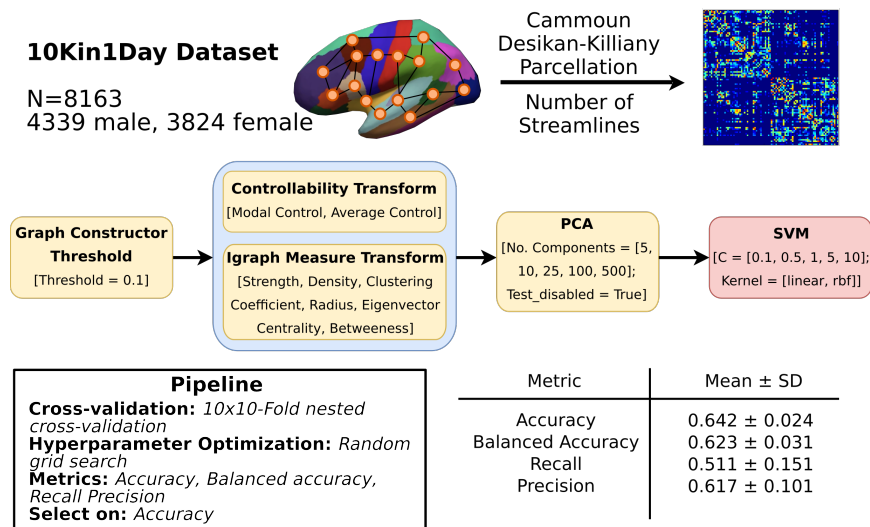 10Kin1Day Dataset
N=8163
4339 male, 3824 female
Cammoun
Desikan-Killiany
Parcellation
Number of
Streamlines
Graph Constructor
Threshold
[Threshold = 0.1]
Controllability Transform
[Modal Control, Average Control]
Igraph Measure Transform
[Strength, Density, Clustering
Coefficient, Radius, Eigenvector
Centrality, Betweeness]
PCA
[No. Components = [5,
10, 25, 100, 500];
Test_disabled = True]
SVM
[C = [0.1, 0.5, 1, 5, 10];
Kernel = [linear, rbf]]
Pipeline
Cross-validation: 10x10-Fold nested
cross-validation
Hyperparameter Optimization: Random
grid search
Metrics: Accuracy, Balanced accuracy,
Recall Precision
Select on: Accuracy
Metric Mean ± SD
Accuracy 0.642 ± 0.024
Balanced Accuracy 0.623 ± 0.031
Recall 0.511 ± 0.151
Precision 0.617 ± 0.101